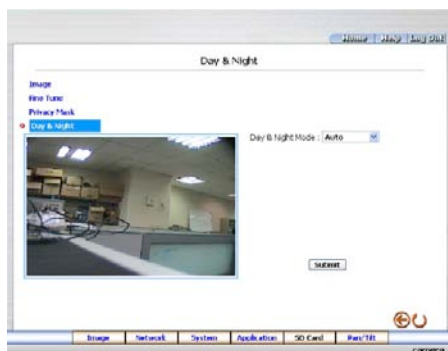 Home | Help | Log Out
Day & Night
Image
Fine Tune
Privacy Mask
Day & Night
Day & Night Mode : Auto
Submit
Image Network System Application SD Card Pan/Tilt